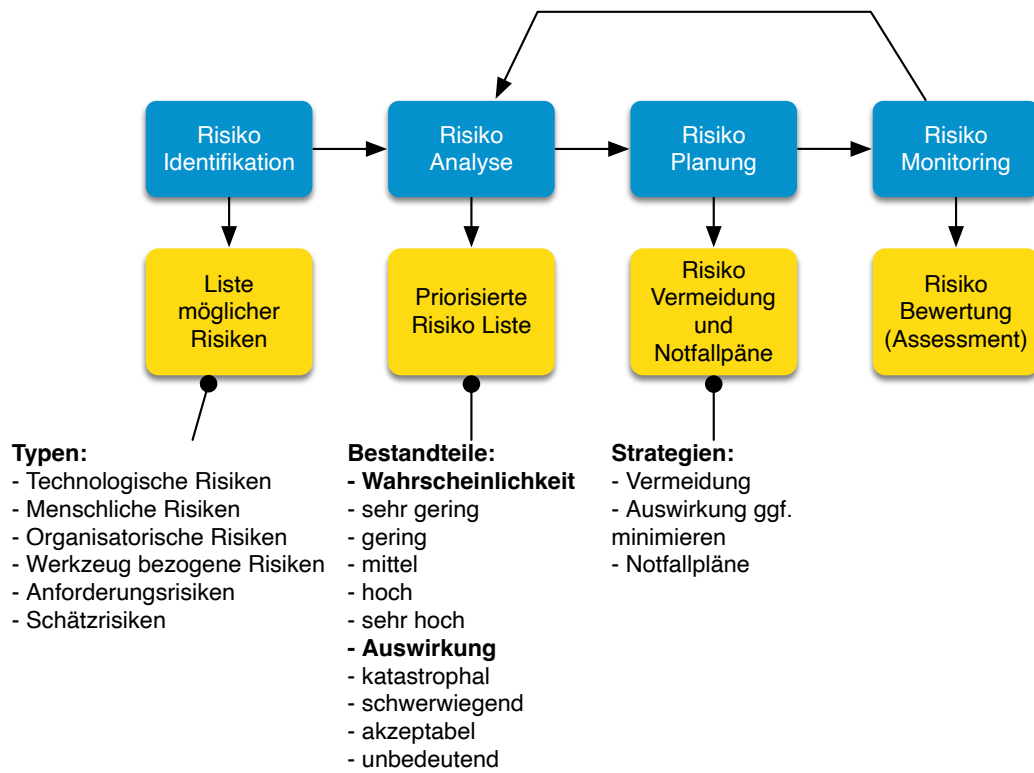 Risiko
Identifikation
Risiko
Analyse
Risiko
Planung
Risiko
Monitoring
Liste
möglicher
Risiken
Priorisierte
Risiko Liste
Risiko
Vermeidung
und
Notfallpäne
Risiko
Bewertung
(Assessment)
Typen:
- Technologische Risiken
- Menschliche Risiken
- Organisatorische Risiken
- Werkzeug bezogene Risiken
- Anforderungsrisiken
- Schätzrisiken
Bestandteile:
- Wahrscheinlichkeit
- sehr gering
- gering
- mittel
- hoch
- sehr hoch
- Auswirkung
- katastrophal
- schwerwiegend
- akzeptabel
- unbedeutend
Strategien:
- Vermeidung
- Auswirkung ggf.
minimieren
- Notfallpläne